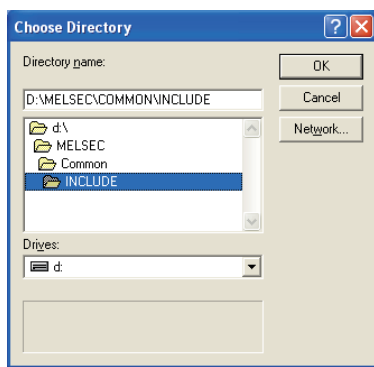 Choose Directory
Directory name:
OK
D:\MELSEC\COMMON\INCLUDE
Cancel
d:\
Network...
MELSEC
Common
INCLUDE
Drives:
d: